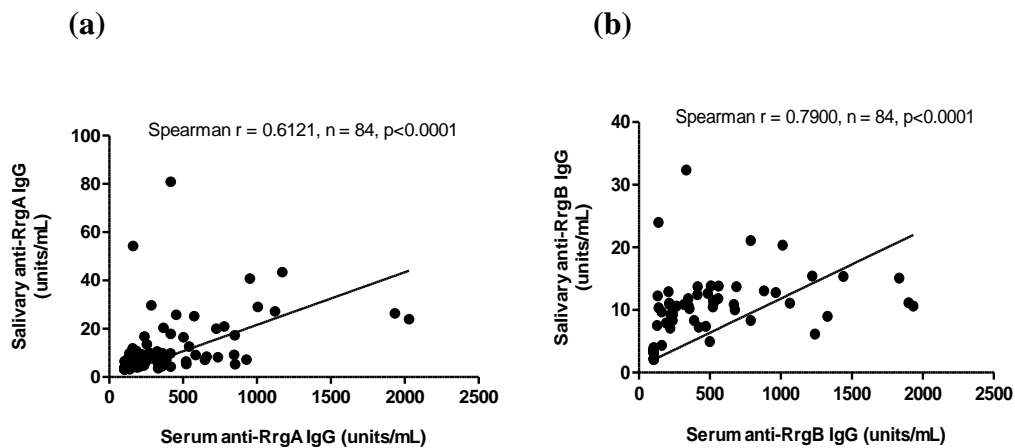 (a)
Spearman r = 0.6121, n = 84, p<0.0001
Salivary anti-RrgA IgG
(units/mL)
100
80
60
40
20
0
0 500 1000 1500 2000 2500
Serum anti-RrgA IgG (units/mL)
(b)
Spearman r = 0.7900, n = 84, p<0.0001
Salivary anti-RrgB IgG
(units/mL)
40
30
20
10
0
0 500 1000 1500 2000 2500
Serum anti-RrgB IgG (units/mL)